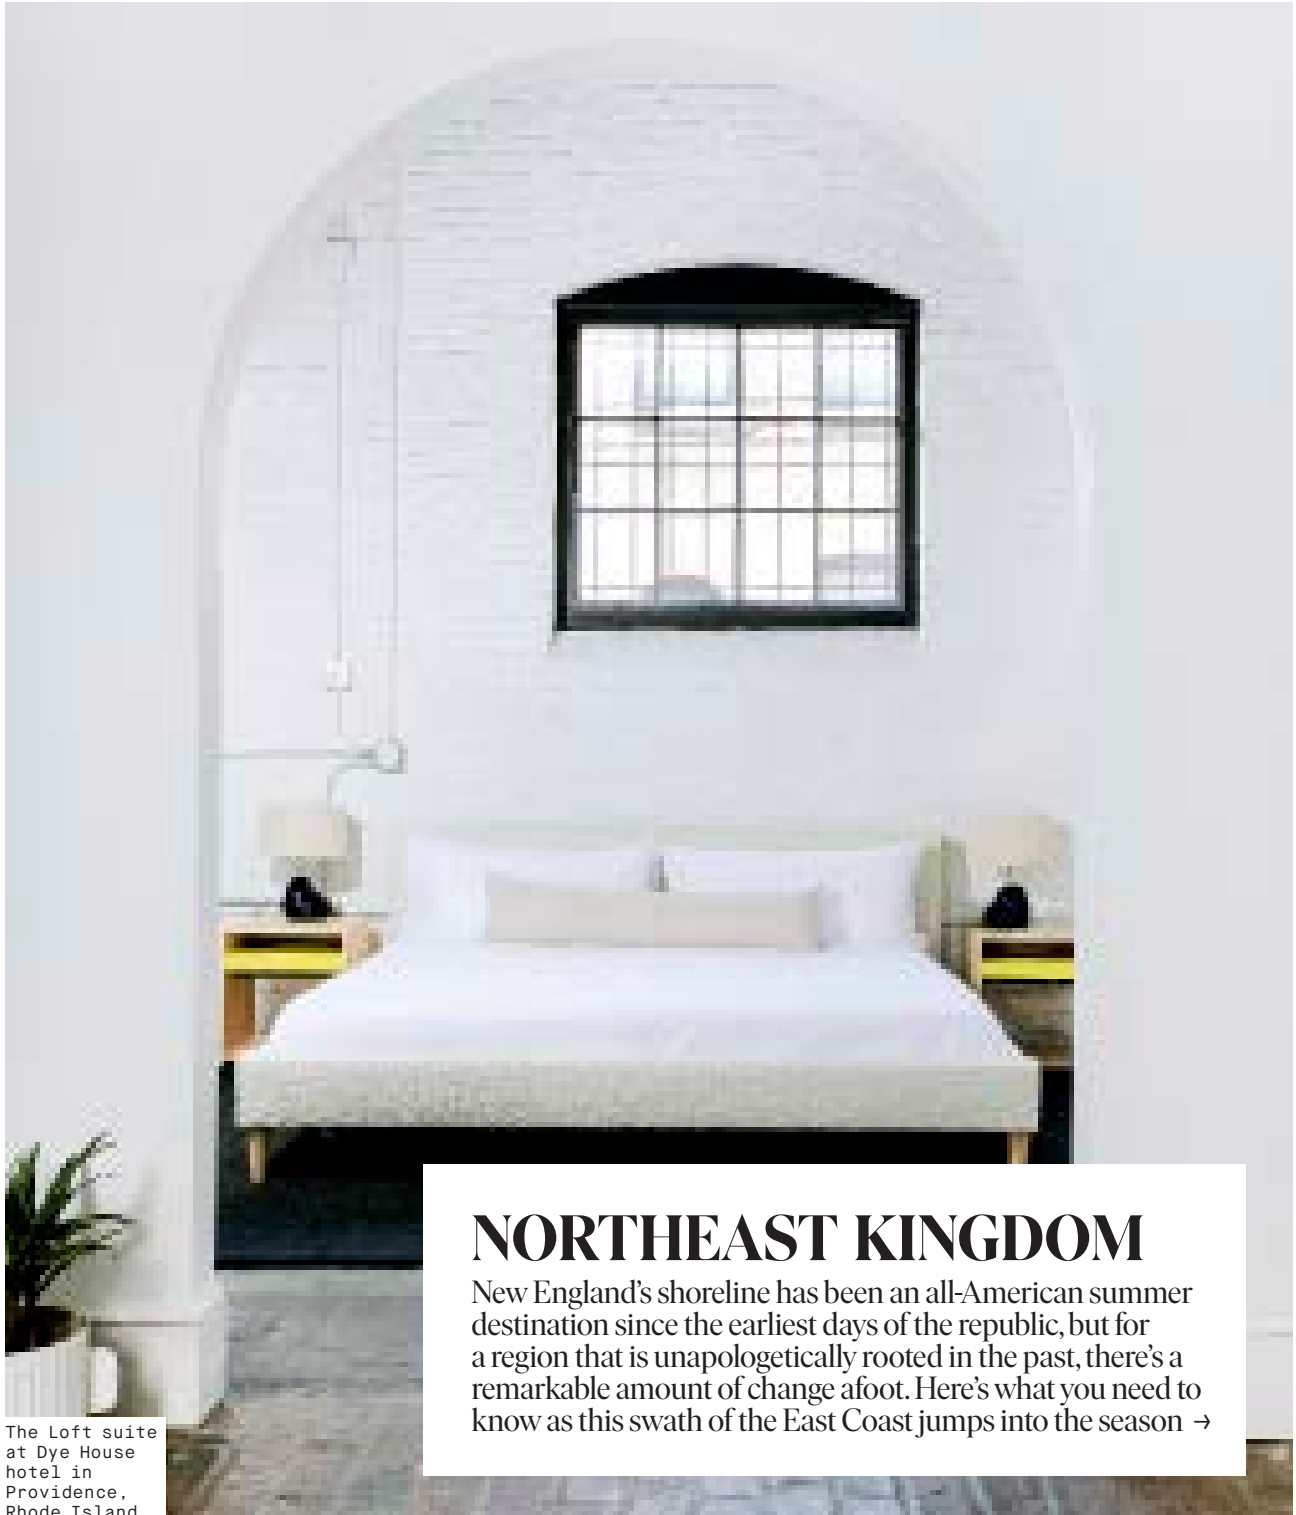 NORTHEAST KINGDOM
New England’s shoreline has been an all-American summer
destination since the earliest days of the republic, but for
a region that is unapologetically rooted in the past, there’s a
remarkable amount of change afoot. Here’s what you need to
know as this swath of the East Coast jumps into the season →
The Loft suite
at Dye House
hotel in
Providence,
Rhode Island